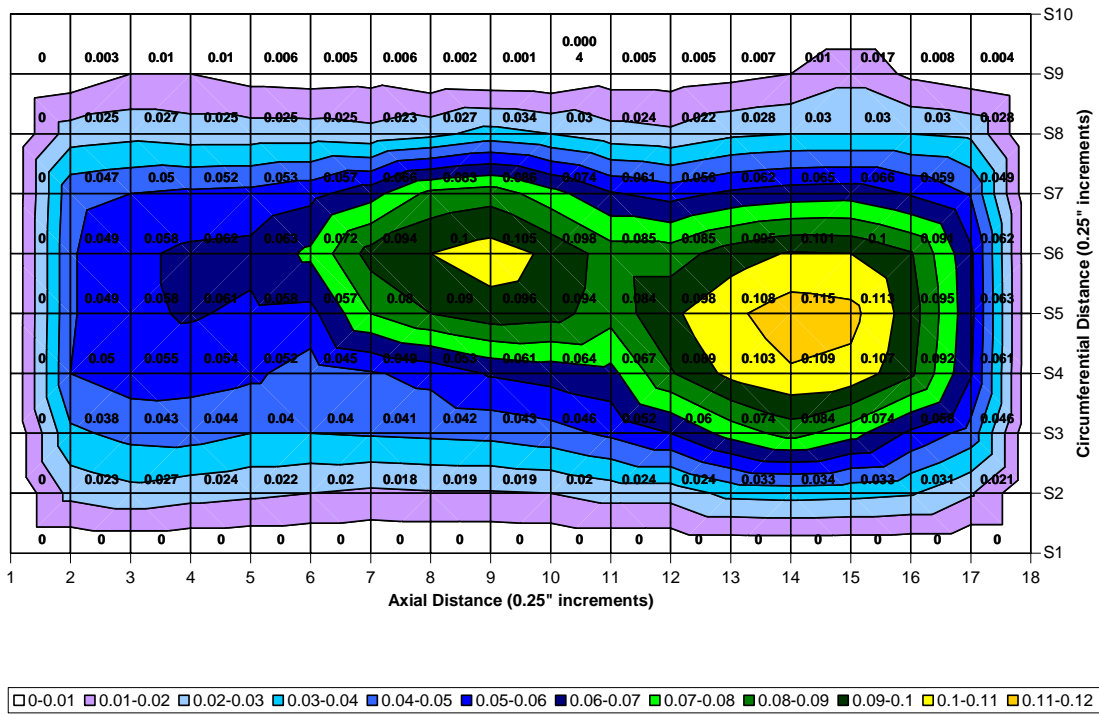 S10
0 0.003 0.01 0.01 0.006 0.005 0.006 0.002 0.001 0.000 4 0.005 0.005 0.007 0.01 0.017 0.008 0.004
S9
0 0.025 0.027 0.025 0.025 0.025 0.023 0.027 0.034 0.03 0.024 0.022 0.028 0.03 0.03 0.03 0.028
S8
0 0.047 0.05 0.052 0.053 0.057 0.083 0.074 0.061 0.056 0.062 0.065 0.066 0.059 0.049
S7
0 0.049 0.058 0.062 0.063 0.072 0.094 0.1 0.105 0.098 0.085 0.085 0.095 0.101 0.1 0.091 0.062
S6
0 0.049 0.058 0.061 0.058 0.057 0.08 0.09 0.096 0.094 0.084 0.098 0.108 0.115 0.113 0.095 0.063
S5
0 0.05 0.055 0.054 0.052 0.045 0.049 0.053 0.061 0.064 0.067 0.089 0.103 0.109 0.107 0.092 0.061
S4
0 0.038 0.043 0.044 0.04 0.04 0.041 0.042 0.043 0.046 0.052 0.06 0.074 0.084 0.074 0.068 0.046
S3
0 0.023 0.027 0.024 0.022 0.02 0.018 0.019 0.019 0.02 0.024 0.024 0.033 0.034 0.033 0.031 0.021
S2
0 0 0 0 0 0 0 0 0 0 0 0 0 0 0 0 0
S1
1 2 3 4 5 6 7 8 9 10 11 12 13 14 15 16 17 18
Axial Distance (0.25" increments)
Circumferential Distance (0.25" increments)
0-0.01 0.01-0.02 0.02-0.03 0.03-0.04 0.04-0.05 0.05-0.06 0.06-0.07 0.07-0.08 0.08-0.09 0.09-0.1 0.1-0.11 0.11-0.12